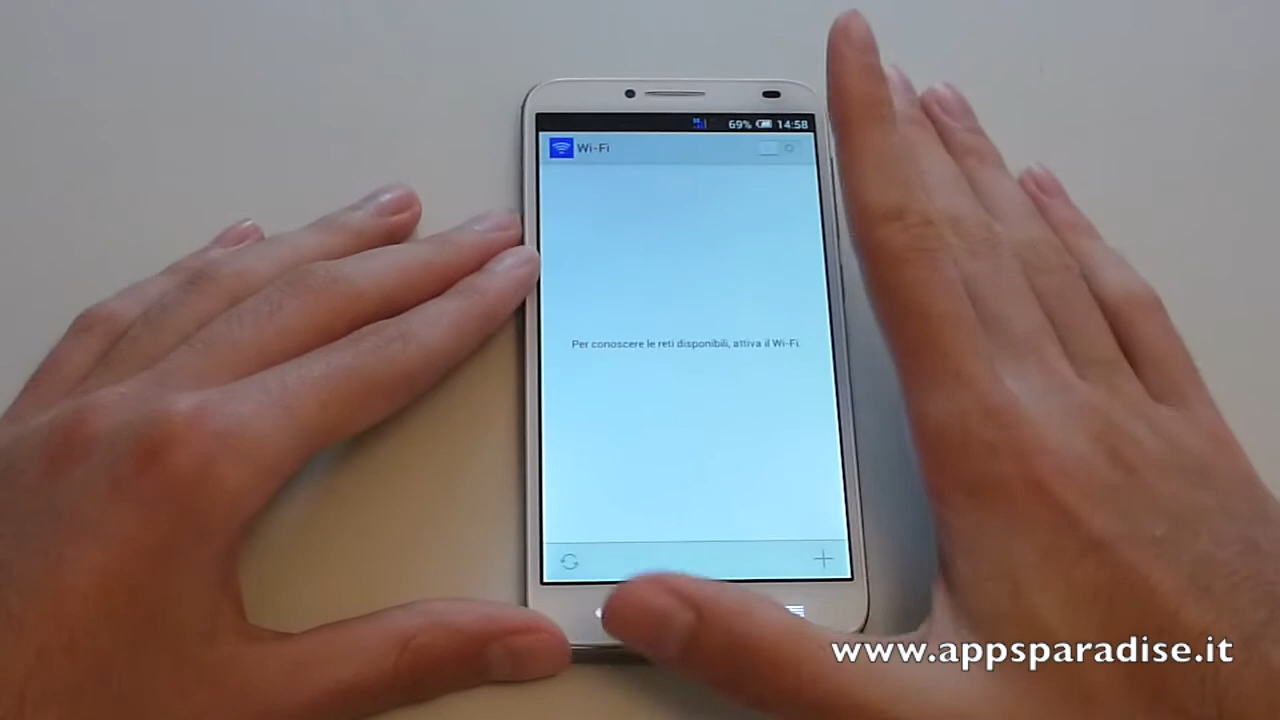 69% 14:58
Wi-Fi
Per conoscere le reti disponibili, attiva il Wi-Fi.
www.appsparadise.it